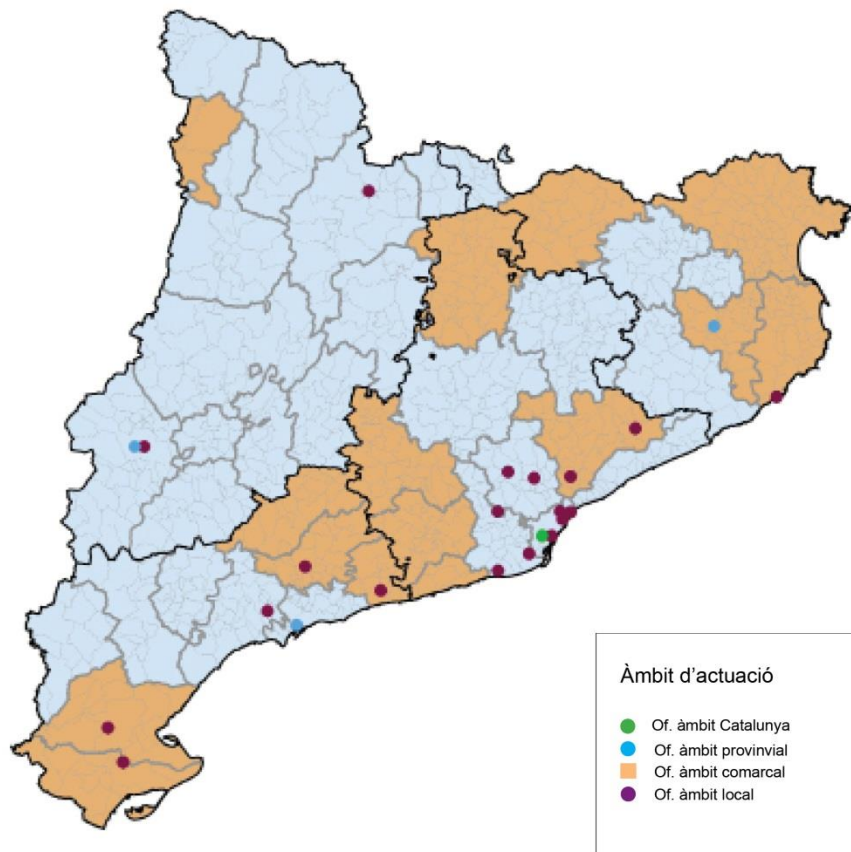 Àmbit d'actuació
Of. àmbit Catalunya
Of. àmbit provinvial
Of. àmbit comarcal
Of. àmbit local